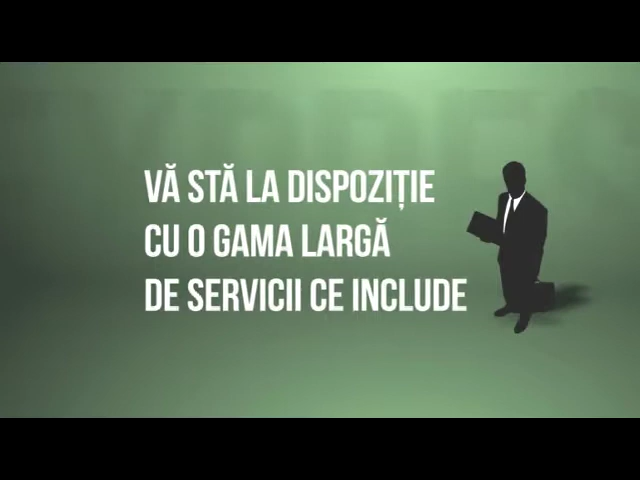 VĂ STĂ LA DISPOZIȚIE
CU O GAMA LARGĂ
DE SERVICII CE INCLUDE